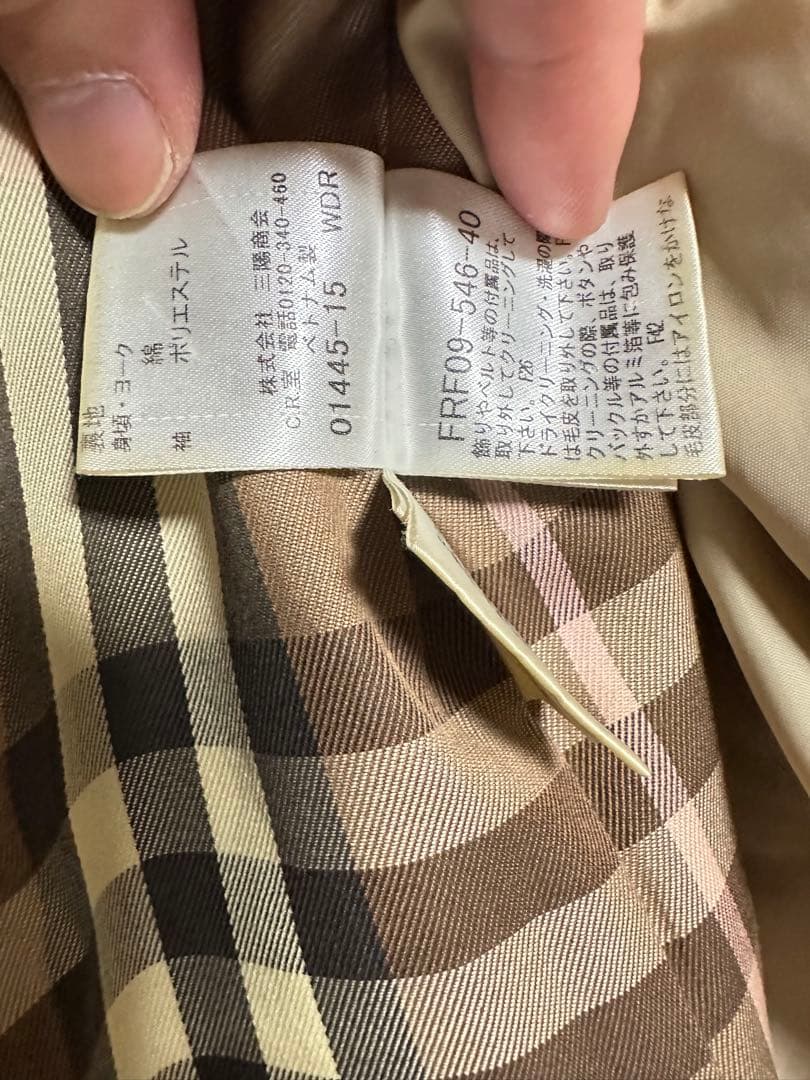 裏地
身頃・ヨーク
綿
袖 ポリエステル
株式会社 三陽商会
CR室 電話0120-340-460
ベトナム製
01445-15 WDR
FRF09-546-40
飾りやベルト等の付属品は、
取り外してクリーニングして
下さい。 F26
ドライクリーニング・洗濯の際
は毛皮を取り外して下さい。
クリーニングの際、ボタンや
バックル等の付属品は、取り
外すかアルミ箔等に包み保護
して下さい。 F42
毛皮部分にはアイロンをかけな